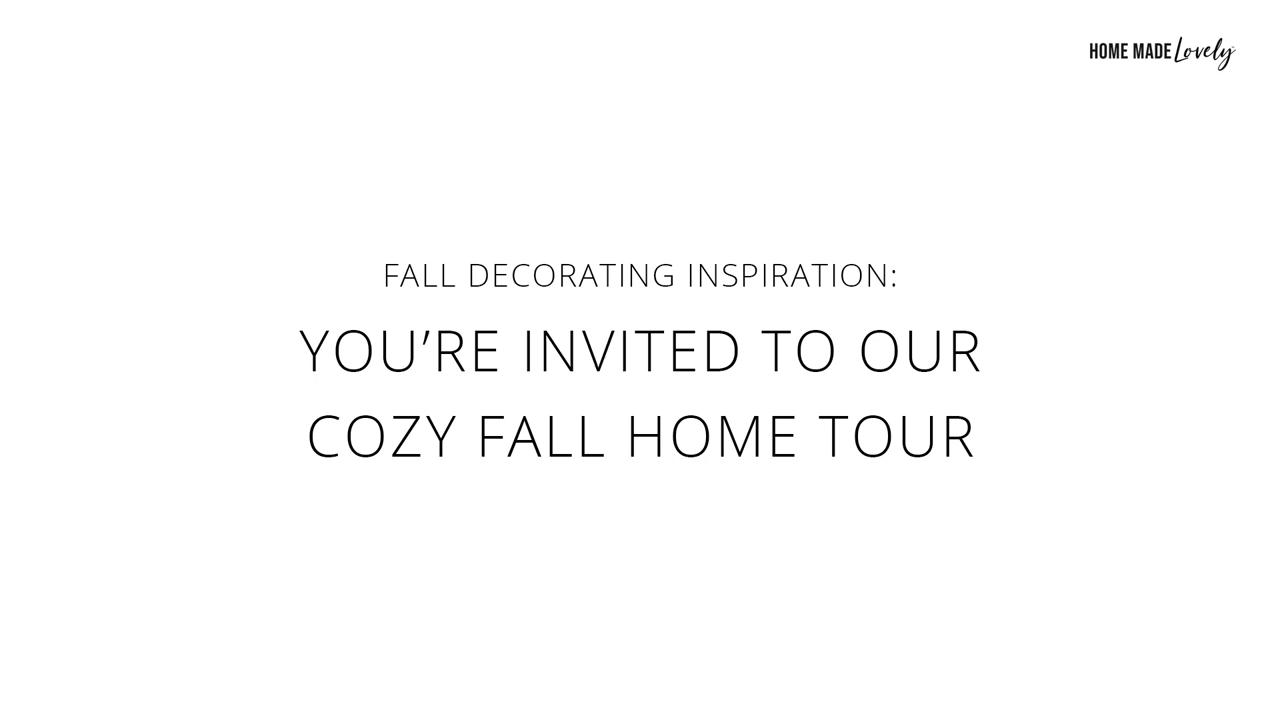 HOME MADE Lovely
FALL DECORATING INSPIRATION:
YOU’RE INVITED TO OUR
COZY FALL HOME TOUR